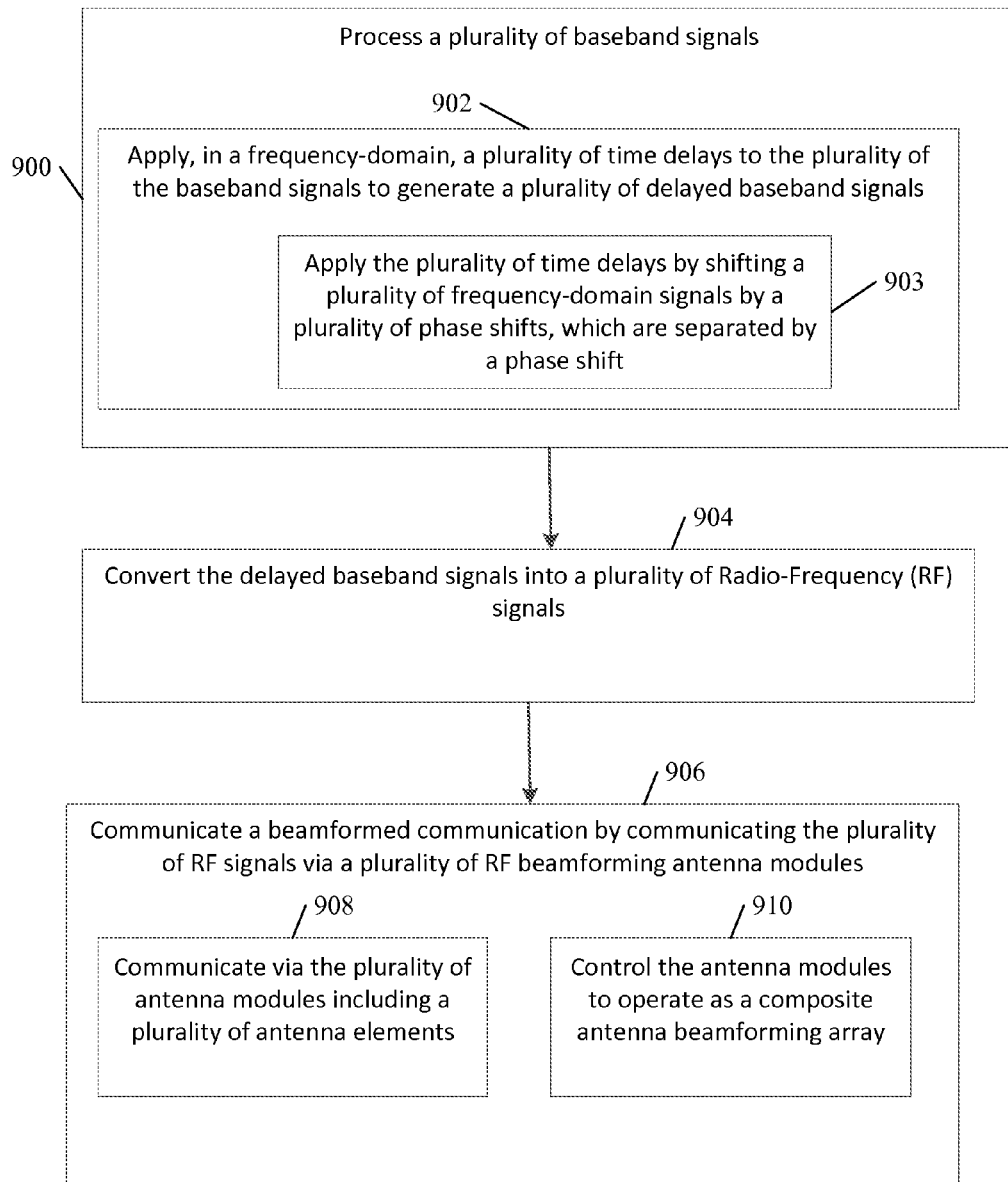 Process a plurality of baseband signals
902
900
Apply, in a frequency-domain, a plurality of time delays to the plurality of
the baseband signals to generate a plurality of delayed baseband signals
Apply the plurality of time delays by shifting a
plurality of frequency-domain signals by a
plurality of phase shifts, which are separated by
a phase shift
903
904
Convert the delayed baseband signals into a plurality of Radio-Frequency (RF)
signals
906
Communicate a beamformed communication by communicating the plurality
of RF signals via a plurality of RF beamforming antenna modules
908
Communicate via the plurality of
antenna modules including a
plurality of antenna elements
910
Control the antenna modules
to operate as a composite
antenna beamforming array